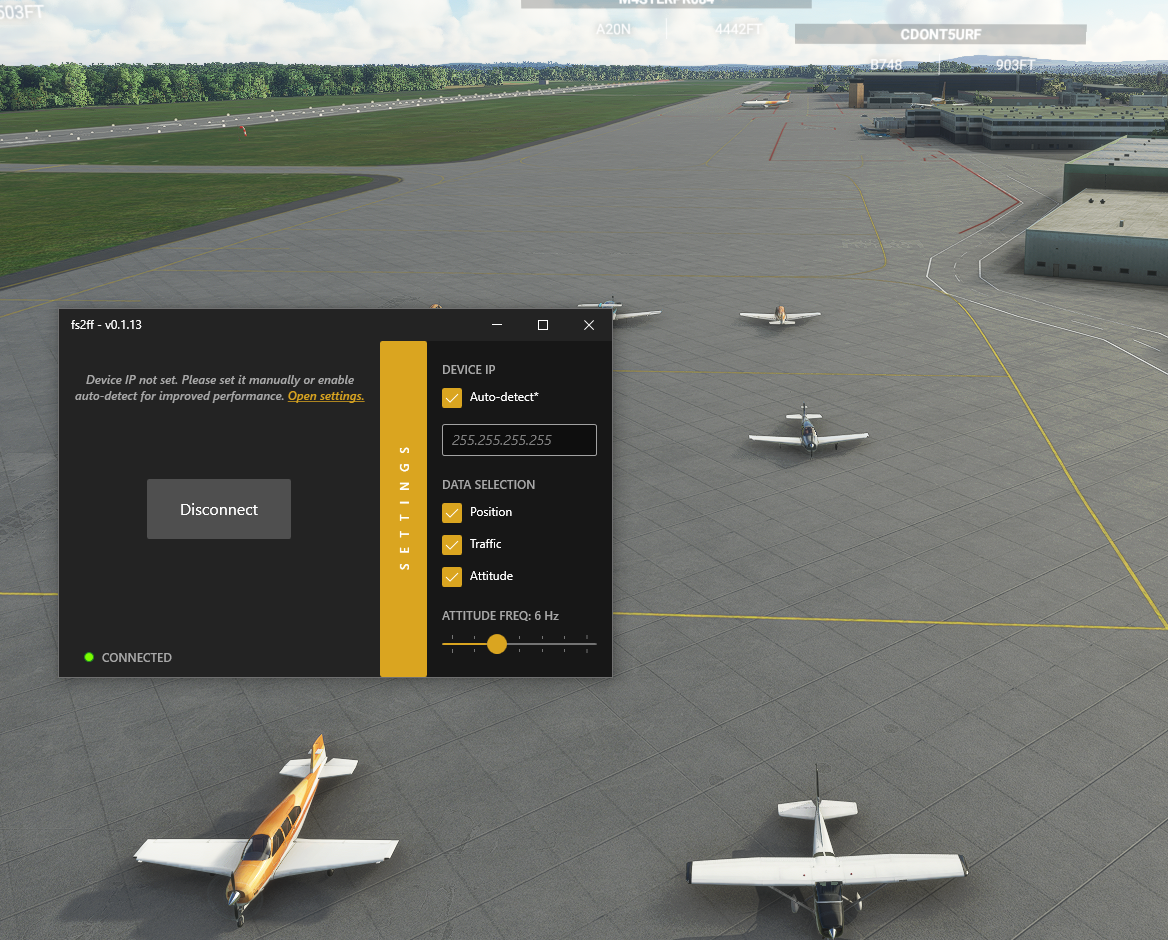 503FT
M4STERPR004
A20N
4442FT
CDONT5URF
B748
903FT
fs2ff - v0.1.13
Device IP not set. Please set it manually or enable
auto-detect for improved performance. Open settings.
Disconnect
CONNECTED
SETTINGS
DEVICE IP
Auto-detect*
255.255.255.255
DATA SELECTION
Position
Traffic
Attitude
ATTITUDE FREQ: 6 Hz